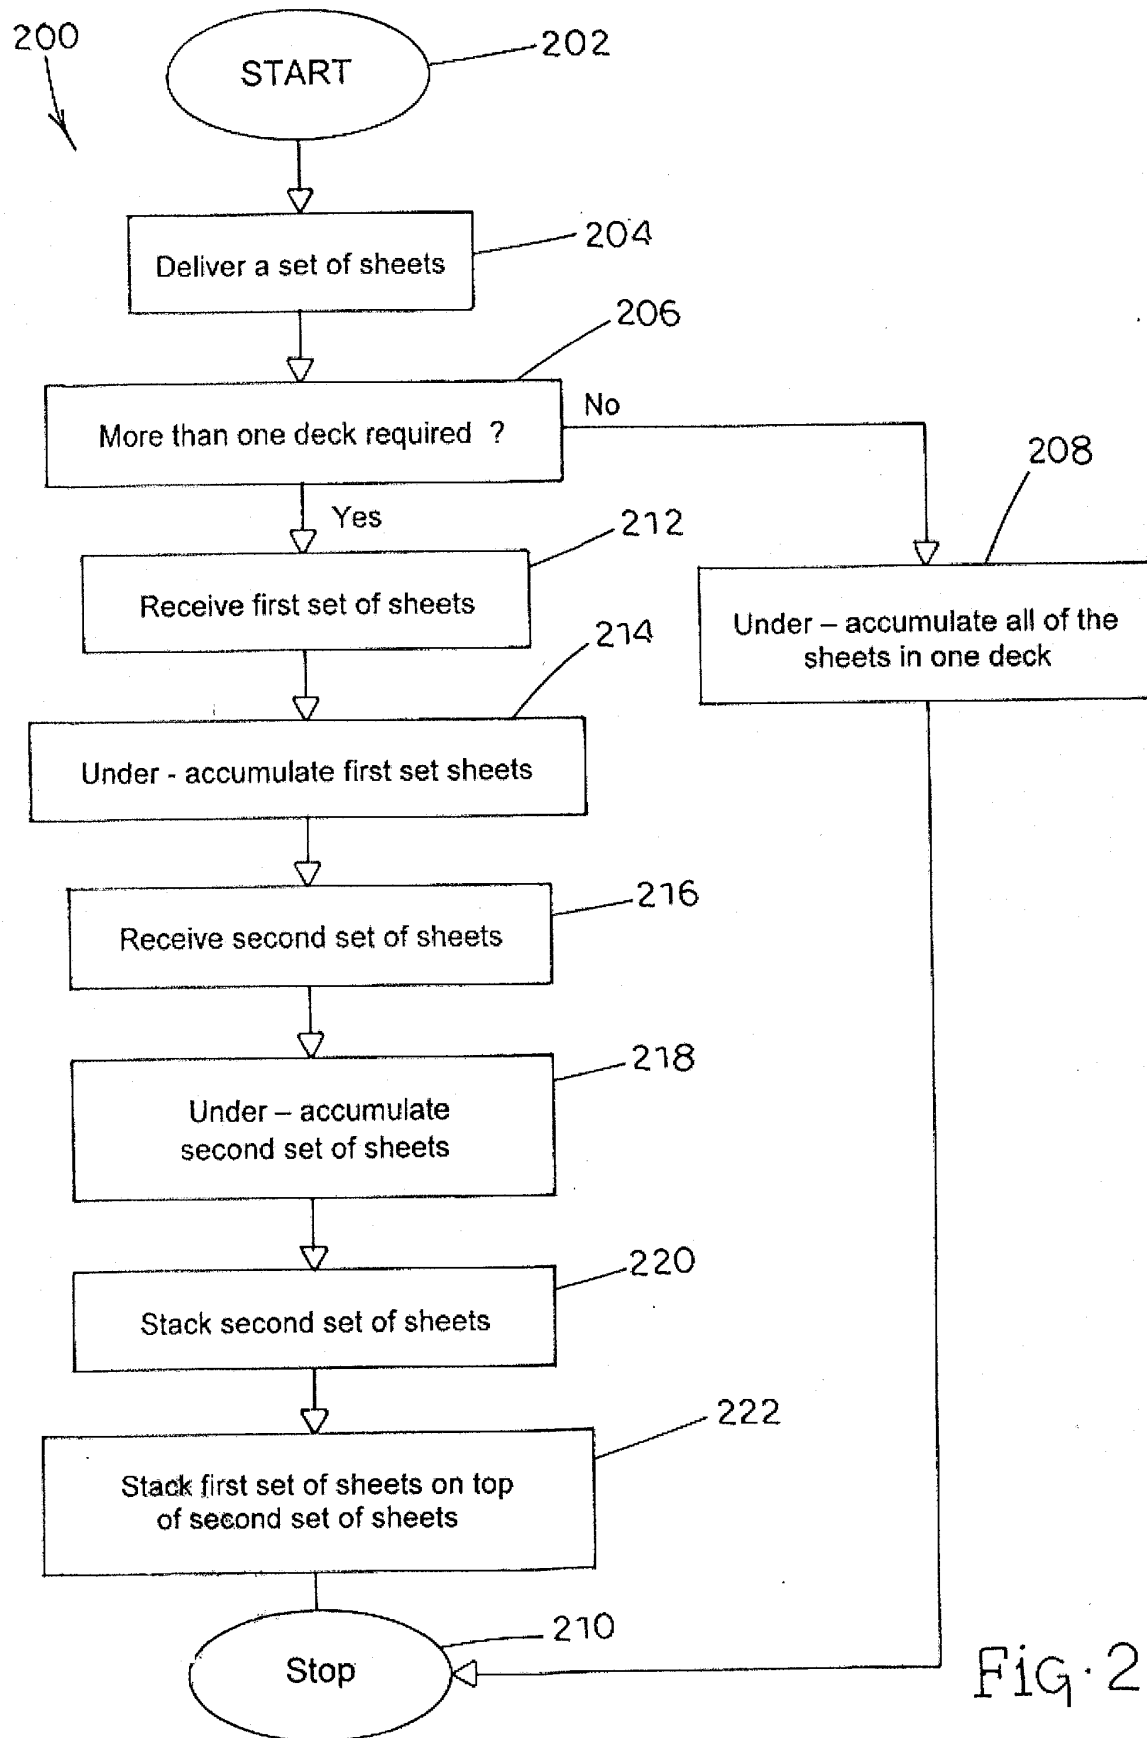 200
START
202
Deliver a set of sheets
204
206
More than one deck required ?
No
208
Yes
212
Receive first set of sheets
Under – accumulate all of the
sheets in one deck
214
Under - accumulate first set sheets
216
Receive second set of sheets
218
Under – accumulate
second set of sheets
220
Stack second set of sheets
222
Stack first set of sheets on top
of second set of sheets
210
Stop
FiG. 2